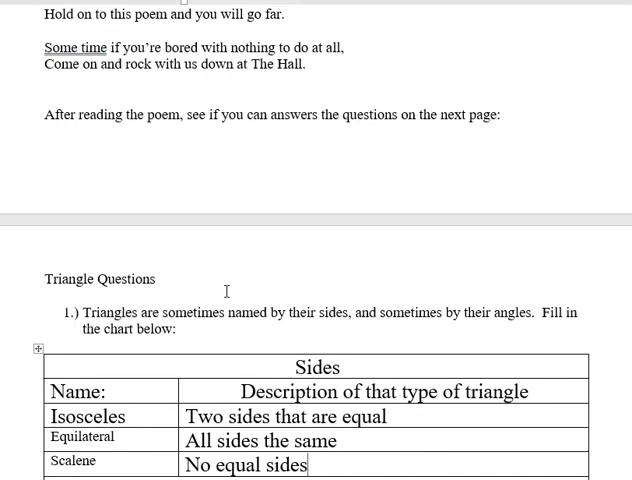 Hold on to this poem and you will go far.
Some time if you're bored with nothing to do at all,
Come on and rock with us down at The Hall.
After reading the poem, see if you can answers the questions on the next page:
Triangle Questions
1.) Triangles are sometimes named by their sides, and sometimes by their angles.  Fill in
the chart below:
Sides
Name: Description of that type of triangle
Isosceles Two sides that are equal
Equilateral All sides the same
Scalene No equal sides